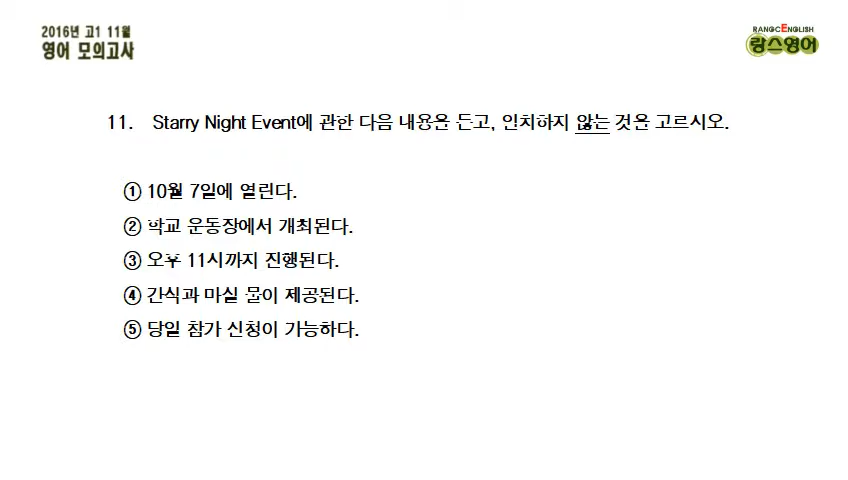 2016년 고1 11월
영어 모의고사
RANGCENGLISH
랑스영어
11. Starry Night Event에 관한 다음 내용을 듣고, 일치하지 않는 것을 고르시오.
① 10월 7일에 열린다.
② 학교 운동장에서 개최된다.
③ 오후 11시까지 진행된다.
④ 간식과 마실 물이 제공된다.
⑤ 당일 참가 신청이 가능하다.